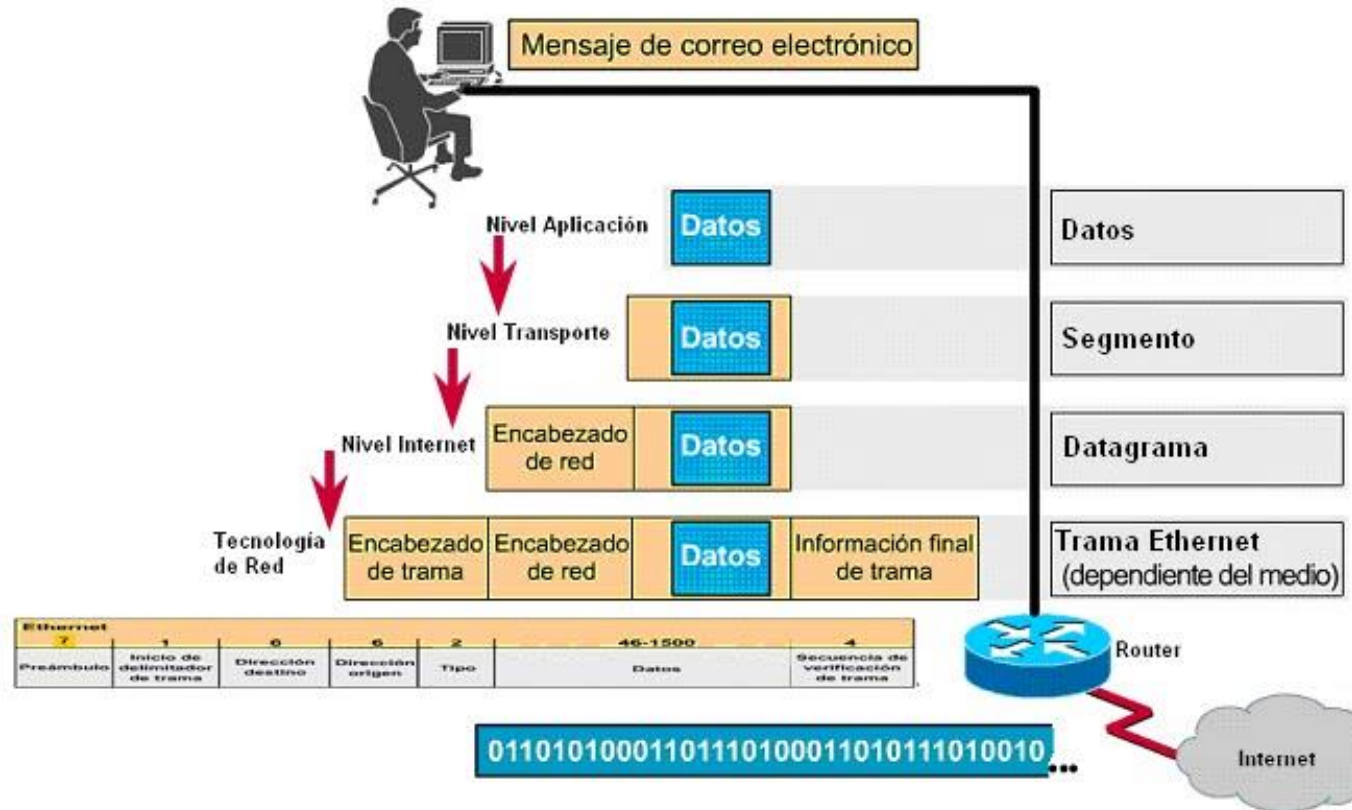 Mensaje de correo electrónico
Nivel Aplicación
Datos
Datos
Nivel Transporte
Datos
Segmento
Nivel Internet
Encabezado
de red
Datos
Datagrama
Tecnología
de Red
Encabezado
de trama
Encabezado
de red
Datos
Información final
de trama
Trama Ethernet
(dependiente del medio)
Ethernet
7 1 6 6 2 46-1500 4
Preámbulo
Inicio de
delimitador
de trama
Dirección
destino
Dirección
origen
Tipo
Datos
Secuencia de
verificación
de trama
Router
01101010001101110100011010111010010...
Internet